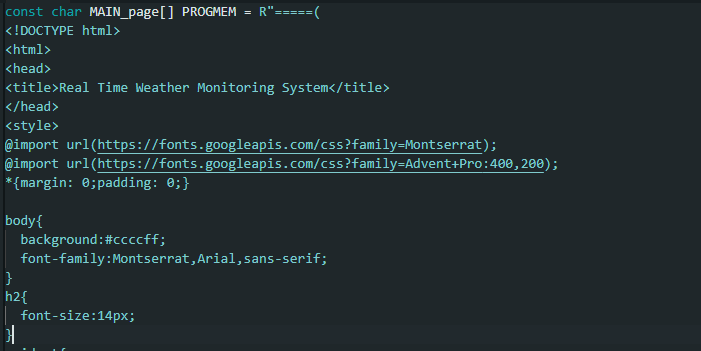 const char MAIN_page[] PROGMEM = R"=====(
<!DOCTYPE html>
<html>
<head>
<title>Real Time Weather Monitoring System</title>
</head>
<style>
@import url(https://fonts.googleapis.com/css?family=Montserrat);
@import url(https://fonts.googleapis.com/css?family=Advent+Pro:400,200);
*{margin: 0;padding: 0;}
body{
  background:#ccccff;
  font-family:Montserrat,Arial,sans-serif;
}
h2{
  font-size:14px;
}